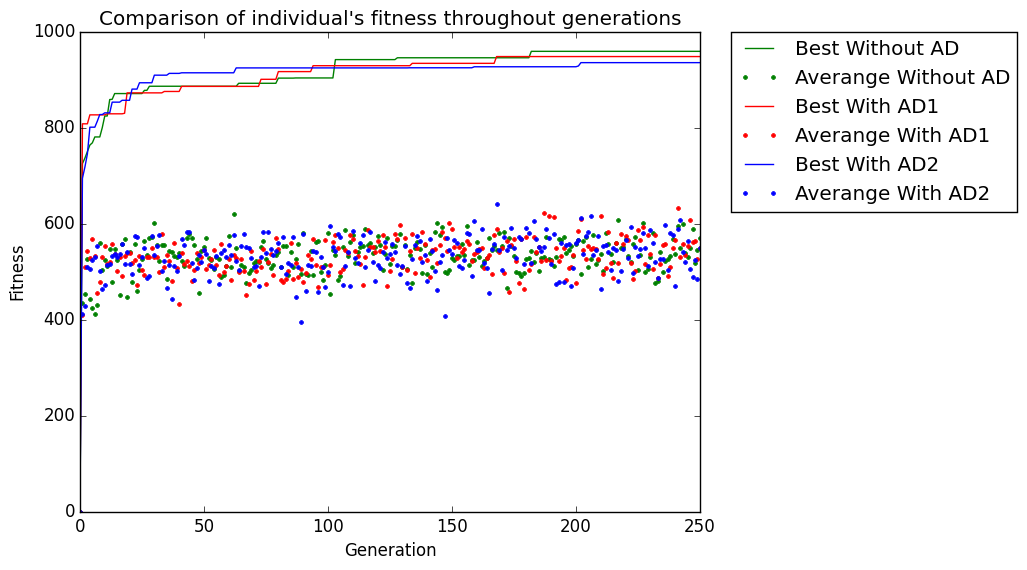 Comparison of individual's fitness throughout generations
1000
800
600
400
200
0
Fitness
0 50 100 150 200 250
Generation
Best Without AD
Averange Without AD
Best With AD1
Averange With AD1
Best With AD2
Averange With AD2